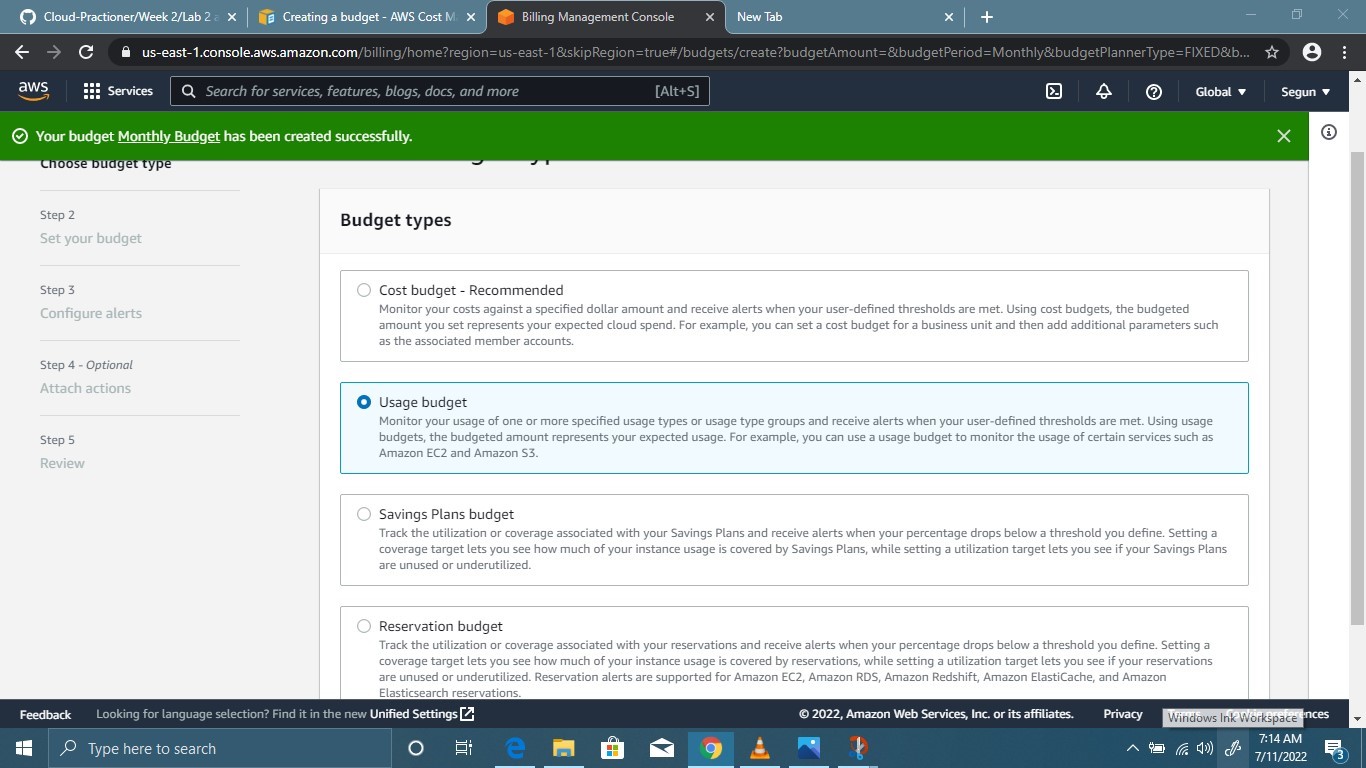 Cloud-Practioner/Week 2/Lab 2 a
Creating a budget - AWS Cost M
Billing Management Console
New Tab
us-east-1.console.aws.amazon.com/billing/home?region=us-east-1&skipRegion=true#/budgets/create?budgetAmount=&budgetPeriod=Monthly&budgetPlannerType=FIXED&b...
aws
Services
Search for services, features, blogs, docs, and more
[Alt+S]
Global
Segun
Your budget Monthly Budget has been created successfully.
Choose budget type
Step 2
Set your budget
Step 3
Configure alerts
Step 4 - Optional
Attach actions
Step 5
Review
Budget types
Cost budget - Recommended
Monitor your costs against a specified dollar amount and receive alerts when your user-defined thresholds are met. Using cost budgets, the budgeted
amount you set represents your expected cloud spend. For example, you can set a cost budget for a business unit and then add additional parameters such
as the associated member accounts.
Usage budget
Monitor your usage of one or more specified usage types or usage type groups and receive alerts when your user-defined thresholds are met. Using usage
budgets, the budgeted amount represents your expected usage. For example, you can use a usage budget to monitor the usage of certain services such as
Amazon EC2 and Amazon S3.
Savings Plans budget
Track the utilization or coverage associated with your Savings Plans and receive alerts when your percentage drops below a threshold you define. Setting a
coverage target lets you see how much of your instance usage is covered by Savings Plans, while setting a utilization target lets you see if your Savings Plans
are unused or underutilized.
Reservation budget
Track the utilization or coverage associated with your reservations and receive alerts when your percentage drops below a threshold you define. Setting a
coverage target lets you see how much of your instance usage is covered by reservations, while setting a utilization target lets you see if your reservations
are unused or underutilized. Reservation alerts are supported for Amazon EC2, Amazon RDS, Amazon Redshift, Amazon ElastiCache, and Amazon
Elasticsearch reservations.
Feedback
Looking for language selection? Find it in the new Unified Settings
© 2022, Amazon Web Services, Inc. or its affiliates.
Privacy
Windows Ink Workspace
Type here to search
7:14 AM
7/11/2022
3